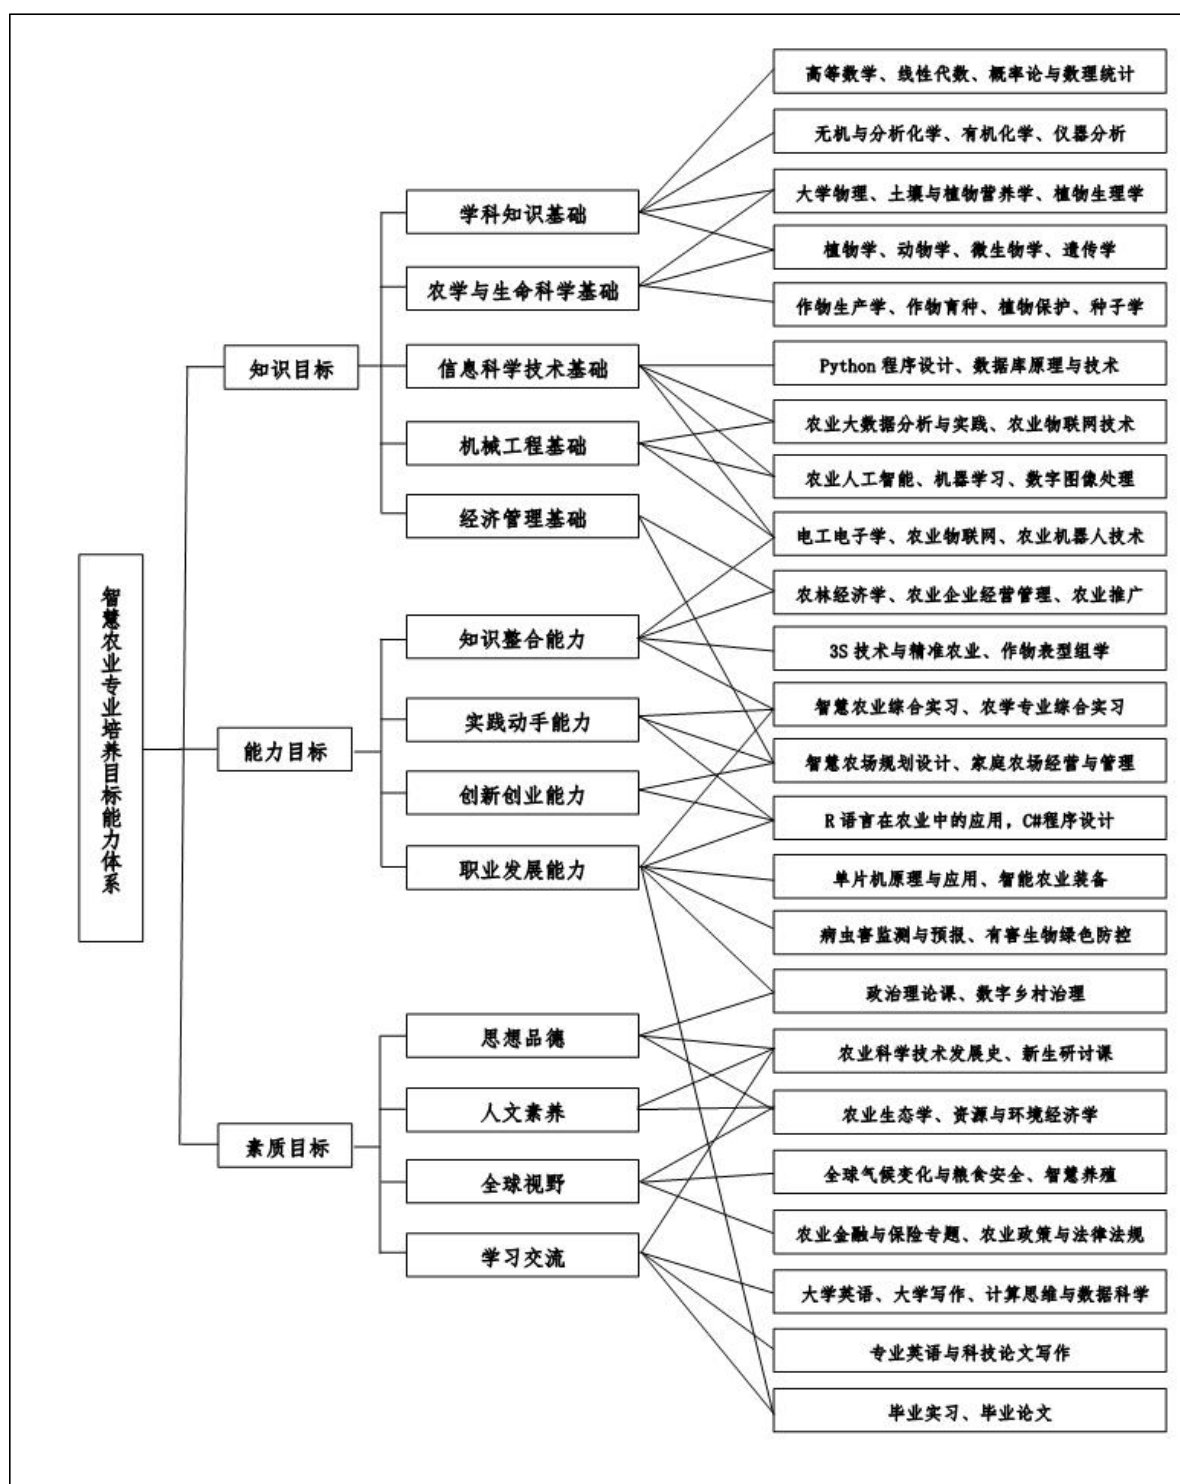 智慧农业专业培养目标能力体系
知识目标
能力目标
素质目标
学科知识基础
农学与生命科学基础
信息科学技术基础
机械工程基础
经济管理基础
知识整合能力
实践动手能力
创新创业能力
职业发展能力
思想品德
人文素养
全球视野
学习交流
高等数学、线性代数、概率论与数理统计
无机与分析化学、有机化学、仪器分析
大学物理、土壤与植物营养学、植物生理学
植物学、动物学、微生物学、遗传学
作物生产学、作物育种、植物保护、种子学
Python 程序设计、数据库原理与技术
农业大数据分析与实践、农业物联网技术
农业人工智能、机器学习、数字图像处理
电工电子学、农业物联网、农业机器人技术
农林经济学、农业企业经营管理、农业推广
3S 技术与精准农业、作物表型组学
智慧农业综合实习、农学专业综合实习
智慧农场规划设计、家庭农场经营与管理
R 语言在农业中的应用, C#程序设计
单片机原理与应用、智能农业装备
病虫害监测与预报、有害生物绿色防控
政治理论课、数字乡村治理
农业科学技术发展史、新生研讨课
农业生态学、资源与环境经济学
全球气候变化与粮食安全、智慧养殖
农业金融与保险专题、农业政策与法律法规
大学英语、大学写作、计算思维与数据科学
专业英语与科技论文写作
毕业实习、毕业论文